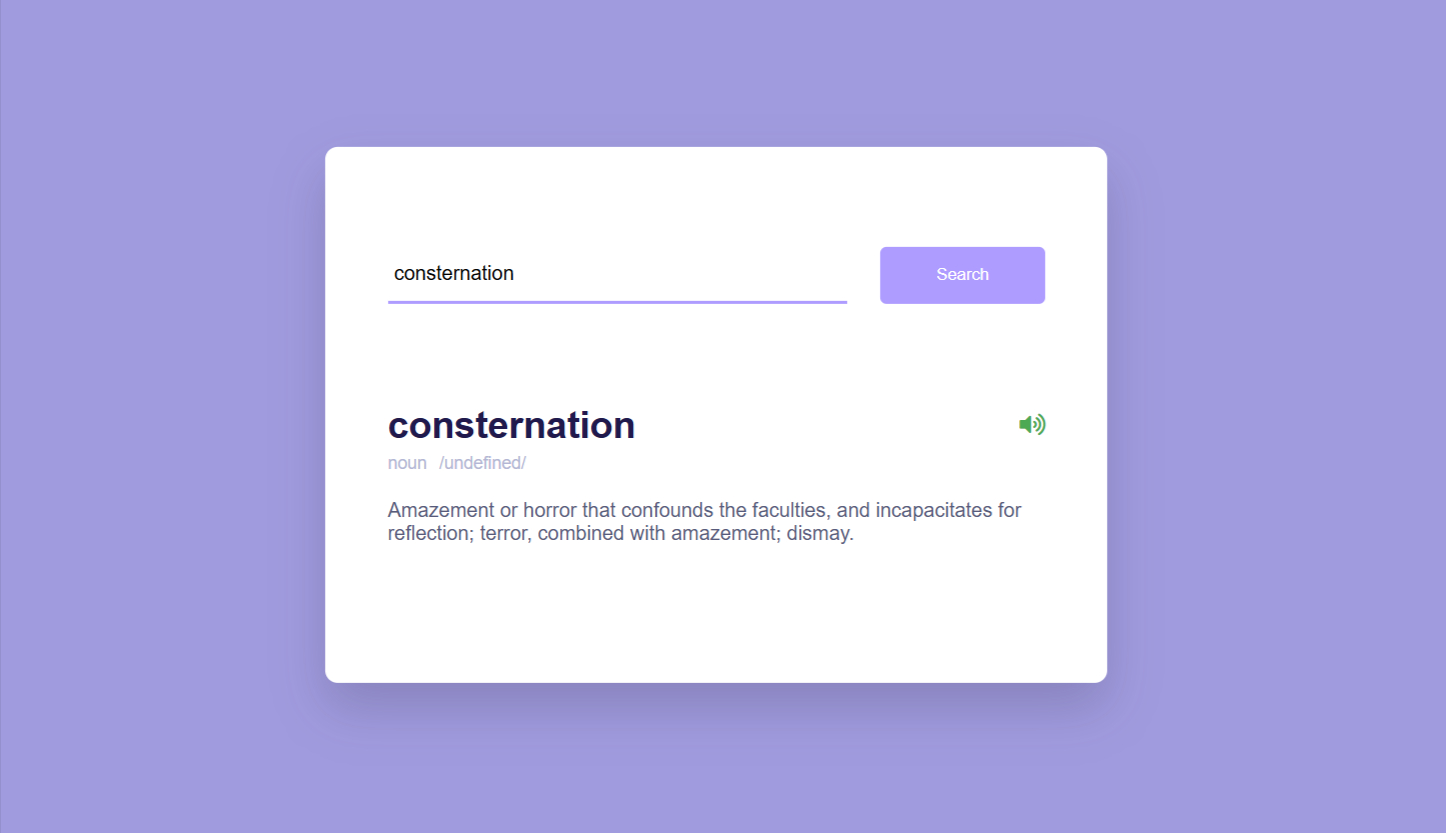 consternation
Search
consternation
noun /undefined/
Amazement or horror that confounds the faculties, and incapacitates for
reflection; terror, combined with amazement; dismay.